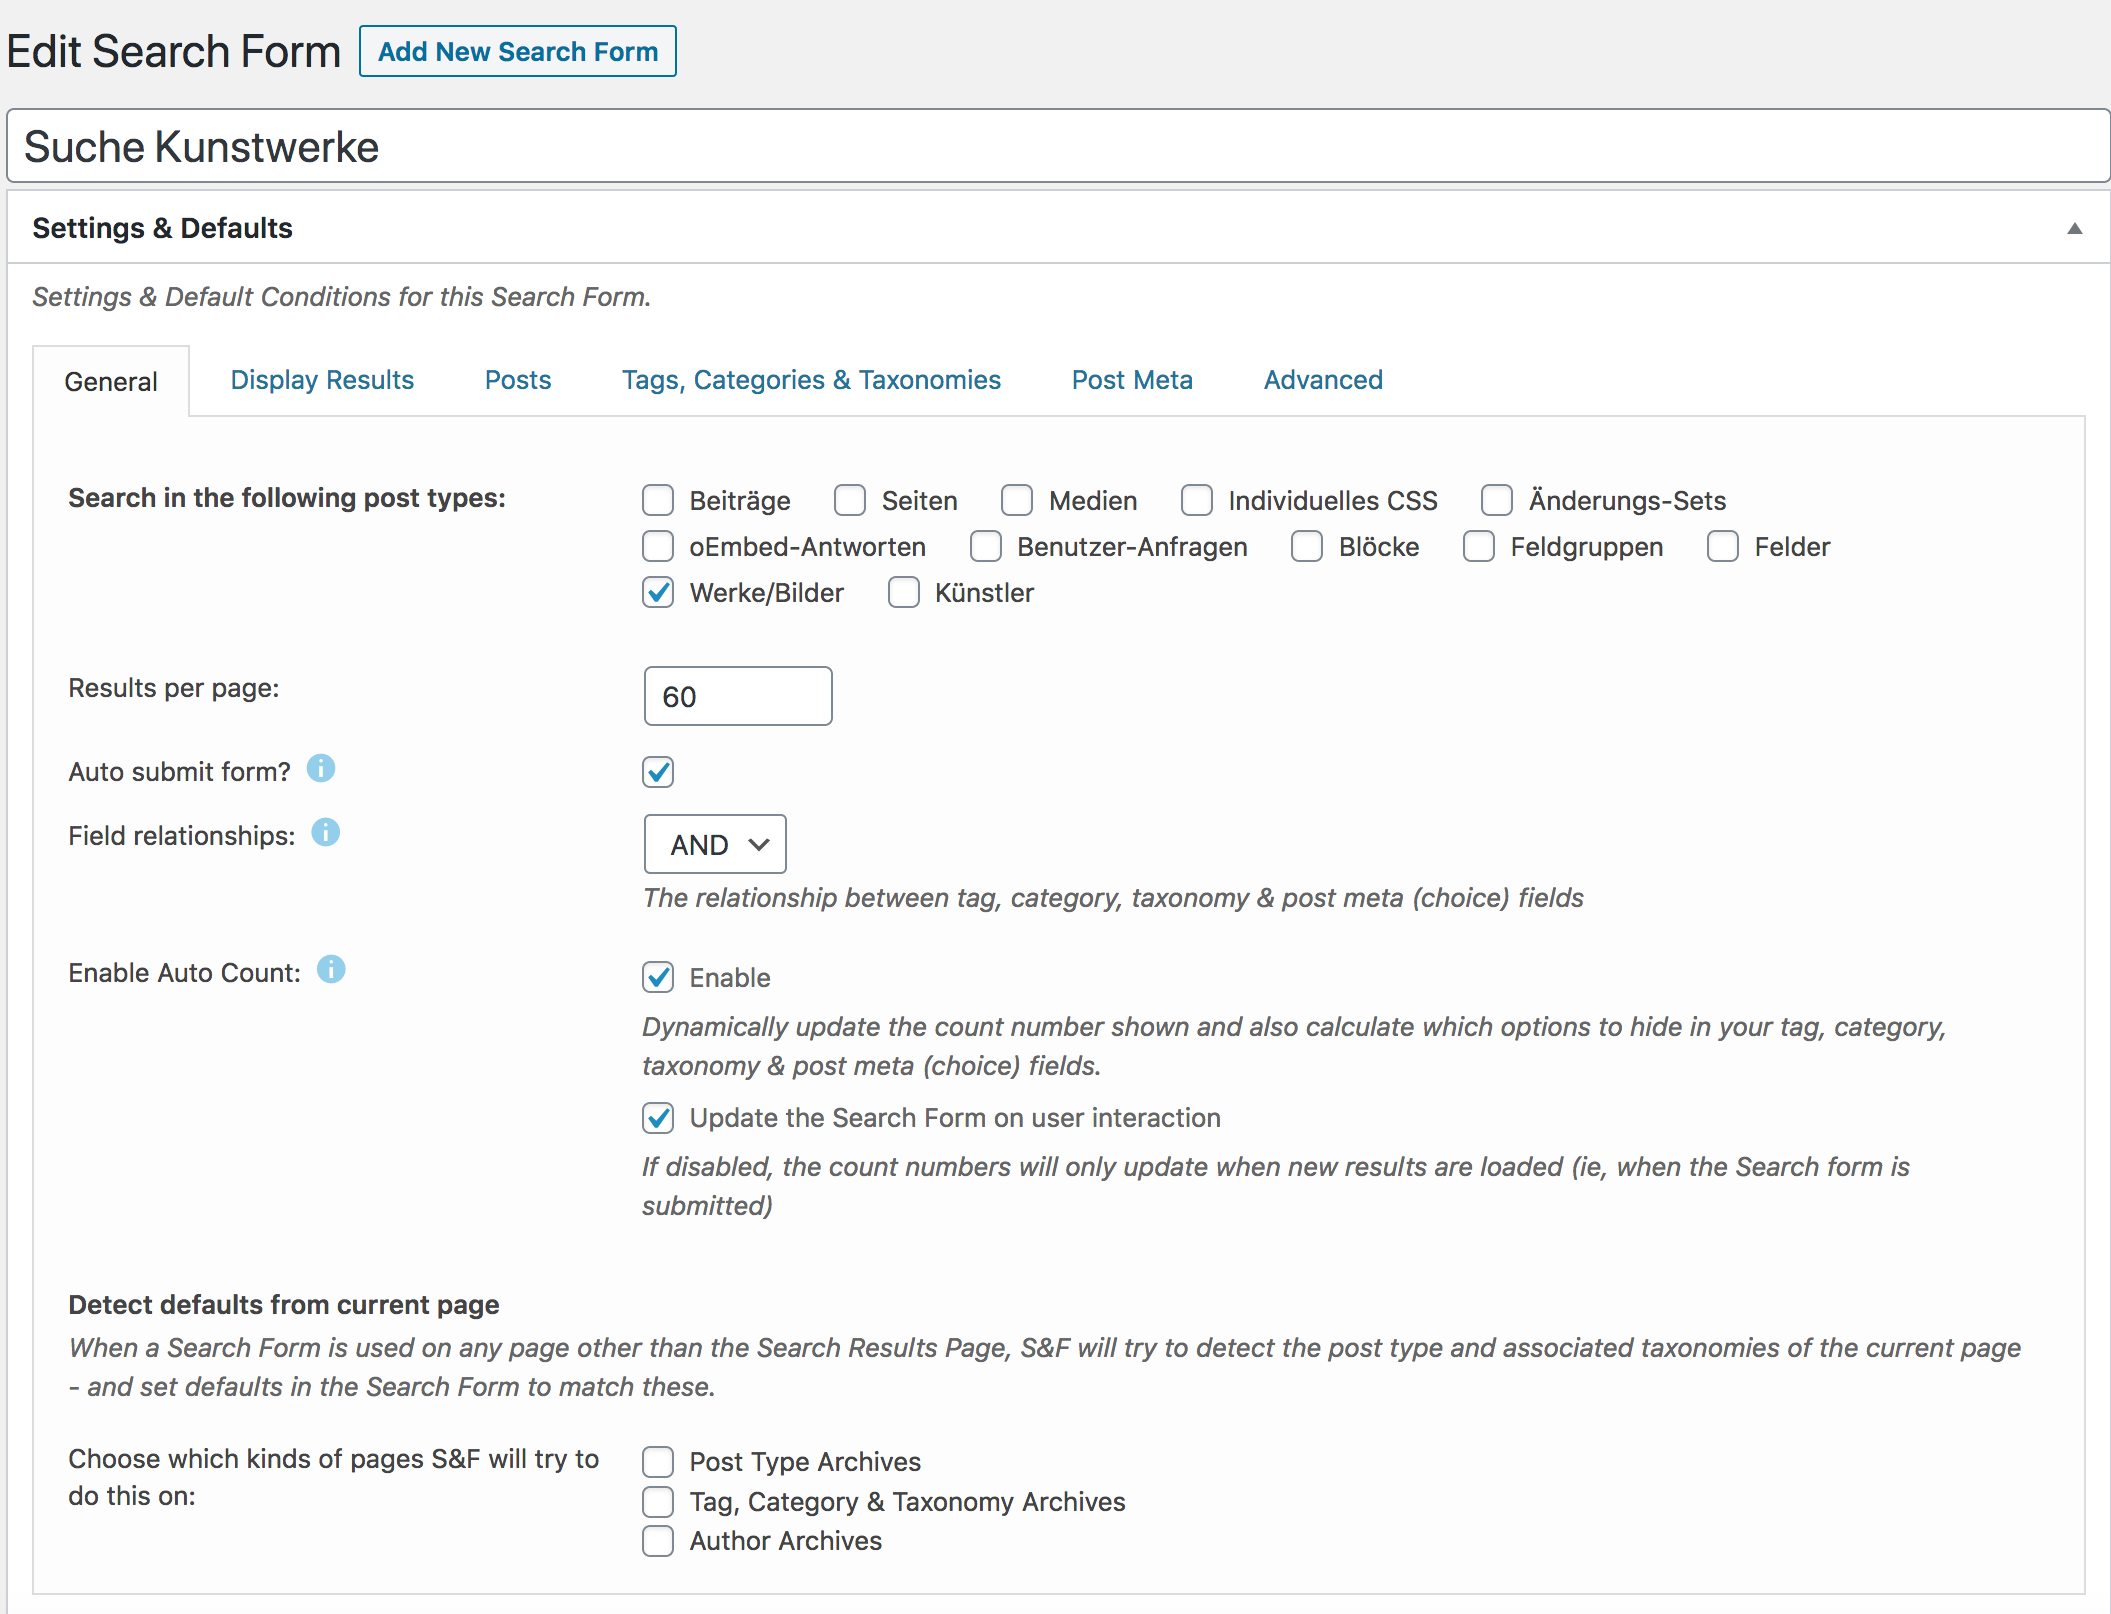 Edit Search Form Add New Search Form
Suche Kunstwerke
Settings & Defaults
Settings & Default Conditions for this Search Form.
General Display Results Posts Tags, Categories & Taxonomies Post Meta Advanced
Search in the following post types: Beiträge Seiten Medien Individuelles CSS Änderungs-Sets
oEmbed-Antworten Benutzer-Anfragen Blöcke Feldgruppen Felder
Werke/Bilder Künstler
Results per page: 60
Auto submit form?
Field relationships: AND
The relationship between tag, category, taxonomy & post meta (choice) fields
Enable Auto Count: Enable
Dynamically update the count number shown and also calculate which options to hide in your tag, category,
taxonomy & post meta (choice) fields.
Update the Search Form on user interaction
If disabled, the count numbers will only update when new results are loaded (ie, when the Search form is
submitted)
Detect defaults from current page
When a Search Form is used on any page other than the Search Results Page, S&F will try to detect the post type and associated taxonomies of the current page
- and set defaults in the Search Form to match these.
Choose which kinds of pages S&F will try to
do this on:
Post Type Archives
Tag, Category & Taxonomy Archives
Author Archives